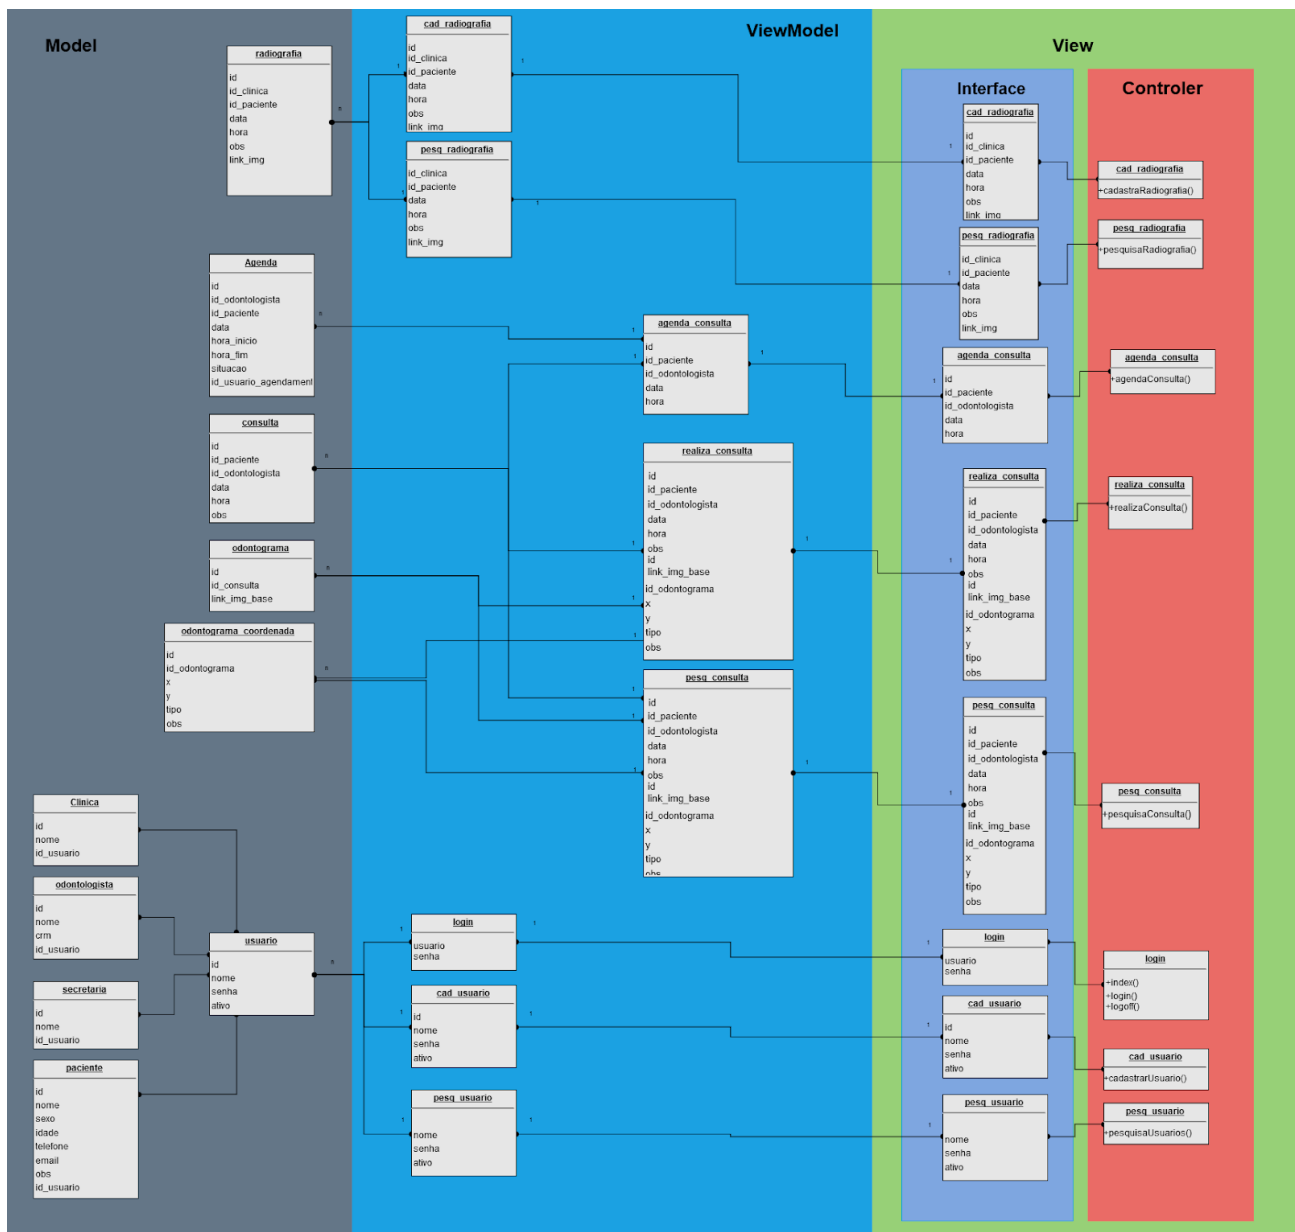 Model
ViewModel
View
Interface
Controler
radiografia
id
id_clinica
id_paciente
data
hora
obs
link_img
Agenda
id
id_odontologista
id_paciente
data
hora_inicio
hora_fim
situacao
id_usuario_agendament
consulta
id
id_paciente
id_odontologista
data
hora
obs
odontograma
id
id_consulta
link_img_base
odontograma_coordenada
id
id_odontograma
x
y
tipo
obs
Clinica
id
nome
id_usuario
odontologista
id
nome
crm
id_usuario
secretaria
id
nome
id_usuario
paciente
id
nome
sexo
idade
telefone
email
obs
id_usuario
usuario
id
nome
senha
ativo
cad_radiografia
id
id_clinica
id_paciente
data
hora
obs
link_img
pesq_radiografia
id_clinica
id_paciente
data
hora
obs
link_img
agenda_consulta
id
id_paciente
id_odontologista
data
hora
realiza_consulta
id
id_paciente
id_odontologista
data
hora
obs
id
link_img_base
id_odontograma
x
y
tipo
obs
pesq_consulta
id
id_paciente
id_odontologista
data
hora
obs
id
link_img_base
id_odontograma
x
y
tipo
obs
login
usuario
senha
cad_usuario
id
nome
senha
ativo
pesq_usuario
nome
senha
ativo
cad_radiografia
id
id_clinica
id_paciente
data
hora
obs
link_img
pesq_radiografia
id_clinica
id_paciente
data
hora
obs
link_img
agenda_consulta
id
id_paciente
id_odontologista
data
hora
realiza_consulta
id
id_paciente
id_odontologista
data
hora
obs
id
link_img_base
id_odontograma
x
y
tipo
obs
pesq_consulta
id
id_paciente
id_odontologista
data
hora
obs
id
link_img_base
id_odontograma
x
y
tipo
obs
login
usuario
senha
cad_usuario
id
nome
senha
ativo
pesq_usuario
nome
senha
ativo
cad_radiografia
+cadastraRadiografia()
pesq_radiografia
+pesquisaRadiografia()
agenda_consulta
+agendaConsulta()
realiza_consulta
+realizaConsulta()
pesq_consulta
+pesquisaConsulta()
login
+index()
+login()
+logoff()
cad_usuario
+cadastrarUsuario()
pesq_usuario
+pesquisaUsuarios()